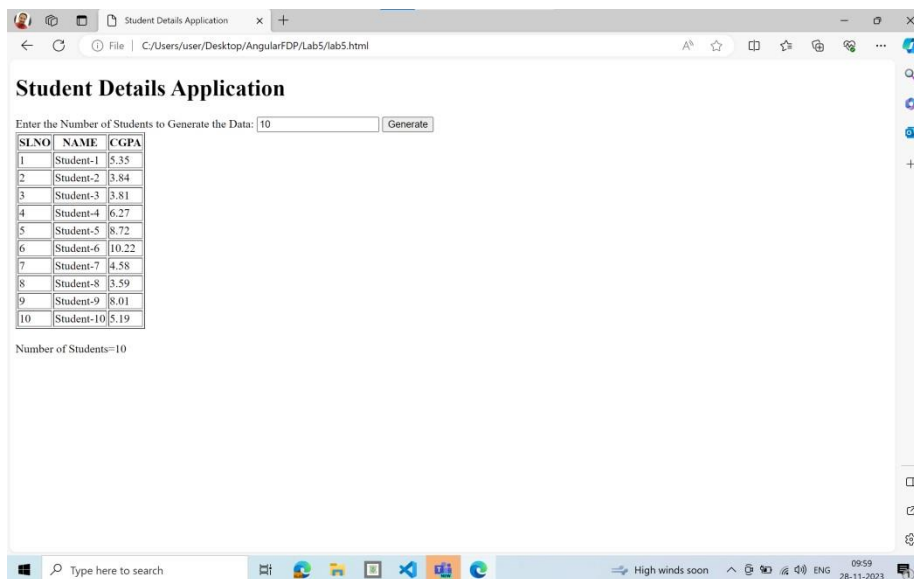 Student Details Application
File C:/Users/user/Desktop/AngularFDP/Lab5/lab5.html
Student Details Application
Enter the Number of Students to Generate the Data: 10 Generate
SLNO NAME CGPA
1 Student-1 5.35
2 Student-2 3.84
3 Student-3 3.81
4 Student-4 6.27
5 Student-5 8.72
6 Student-6 10.22
7 Student-7 4.58
8 Student-8 3.59
9 Student-9 8.01
10 Student-10 5.19
Number of Students=10
Type here to search High winds soon ENG 09:59
28-11-2023